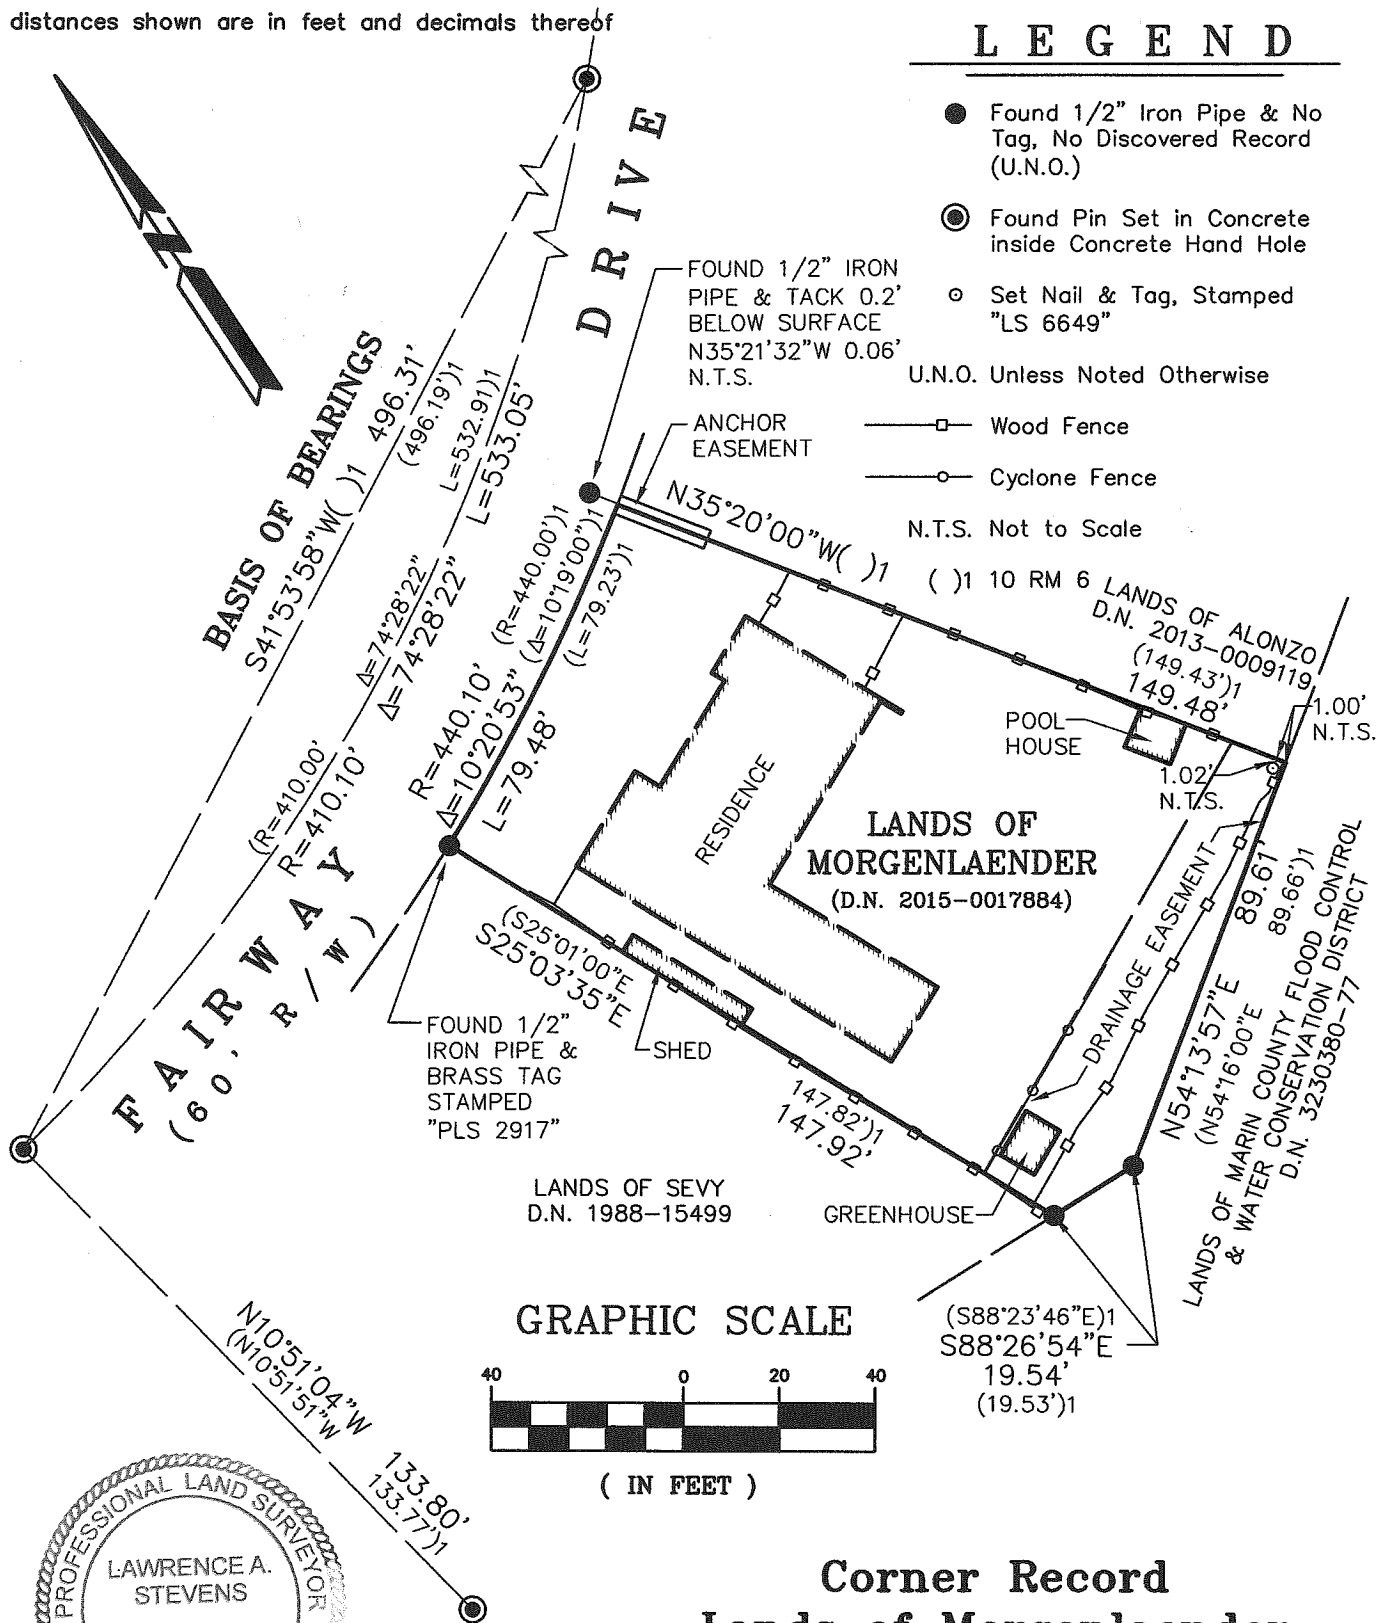 distances shown are in feet and decimals thereof
L E G E N D
Found 1/2" Iron Pipe & No
Tag, No Discovered Record
(U.N.O.)
Found Pin Set in Concrete
inside Concrete Hand Hole
Set Nail & Tag, Stamped
"LS 6649"
U.N.O. Unless Noted Otherwise
Wood Fence
Cyclone Fence
N.T.S. Not to Scale
( )1 10 RM 6
N
FAIRWAY DRIVE
(60' R/W)
FOUND 1/2" IRON
PIPE & TACK 0.2'
BELOW SURFACE
N35°21'32"W 0.06'
N.T.S.
ANCHOR
EASEMENT
BASIS OF BEARINGS
S41°53'58"W( )1 496.31'
(496.19')1
L=532.91)1
L=533.05'
Δ=74°28'22"
Δ=74°28'22"
(R=410.00'
R=410.10'
(R=440.00')1
(Δ=10°19'00")1
(L=79.23')1
R=440.10'
Δ=10°20'53"
L=79.48'
N35°20'00"W( )1
LANDS OF ALONZO
D.N. 2013-0009119
(149.43')1
149.48'
1.00'
N.T.S.
POOL
HOUSE
1.02'
N.T.S.
RESIDENCE
LANDS OF
MORGENLAENDER
(D.N. 2015-0017884)
DRAINAGE EASEMENT
89.61'
89.66')1
N54°13'57"E
(N54°16'00"E
LANDS OF MARIN COUNTY FLOOD CONTROL
& WATER CONSERVATION DISTRICT
D.N. 3230380-77
(S25°01'00"E
S25°03'35"E
SHED
FOUND 1/2"
IRON PIPE &
BRASS TAG
STAMPED
"PLS 2917"
147.82')1
147.92'
LANDS OF SEVY
D.N. 1988-15499
GREENHOUSE
(S88°23'46"E)1
S88°26'54"E
19.54'
(19.53')1
GRAPHIC SCALE
40 0 20 40
( IN FEET )
N10°51'04"W 133.80'
(N10°51'51"W 133.77')1
PROFESSIONAL LAND SURVEYOR
LAWRENCE A.
STEVENS
Corner Record
Lands of Morgenlaender